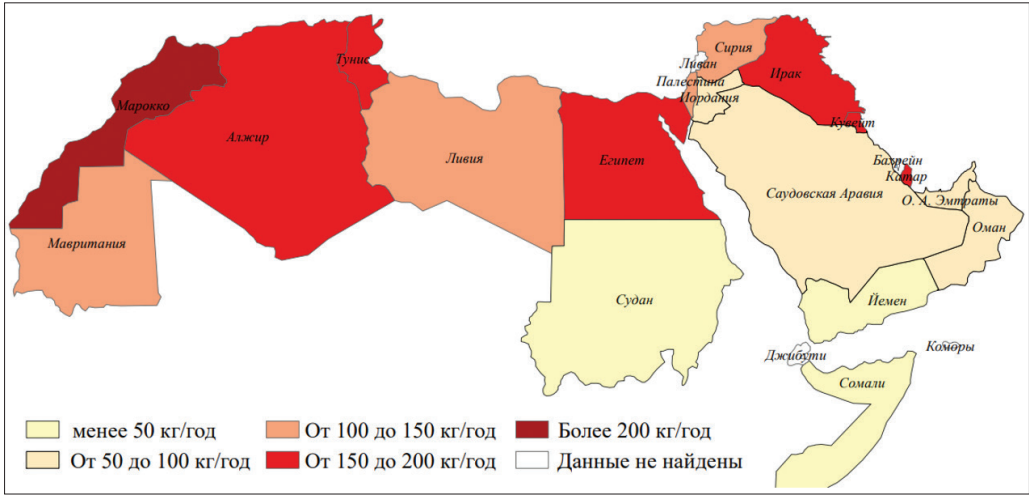 Марокко
Алжир
Тунис
Ливия
Египет
Мавритания
Судан
Сирия
Ливан
Палестина
Иордания
Ирак
Кувейт
Бахрейн
Катар
Саудовская Аравия
О. А. Эмтраты
Оман
Йемен
Джибути
Коморы
Сомали
менее 50 кг/год
От 50 до 100 кг/год
От 100 до 150 кг/год
От 150 до 200 кг/год
Более 200 кг/год
Данные не найдены